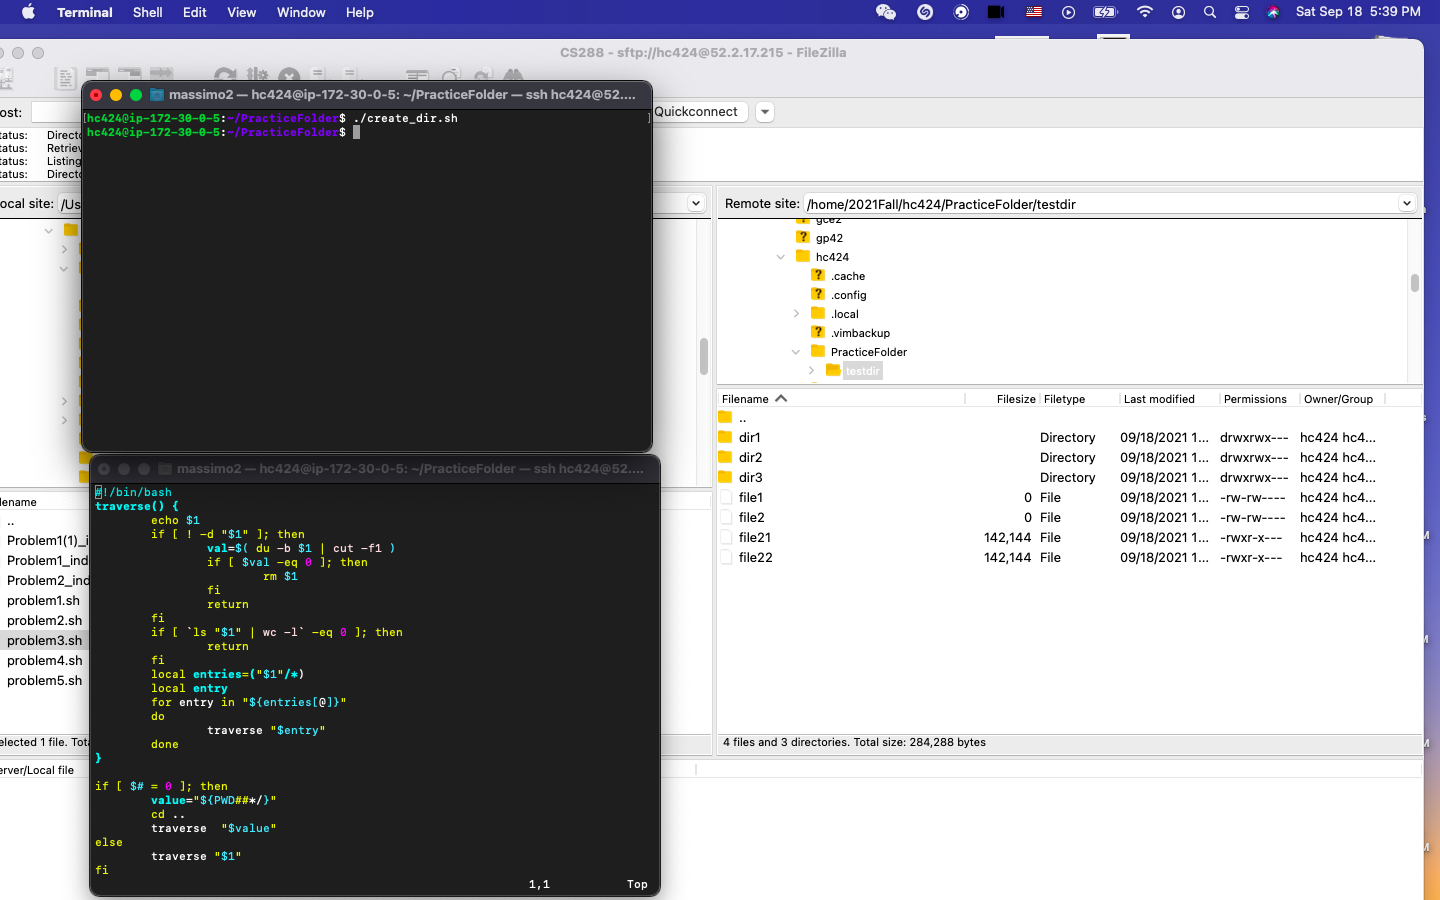 Terminal Shell Edit View Window Help Sat Sep 18 5:39 PM
CS288 - sftp://hc424@52.2.17.215 - FileZilla
massimo2 — hc424@ip-172-30-0-5: ~/PracticeFolder — ssh hc424@52....
ost: Quickconnect
[hc424@ip-172-30-0-5:~/PracticeFolder$ ./create_dir.sh ]
hc424@ip-172-30-0-5:~/PracticeFolder$
tatus: Directo
tatus: Retriev
tatus: Listing
tatus: Directo
ocal site: /Us
Remote site: /home/2021Fall/hc424/PracticeFolder/testdir
gce2
gp42
hc424
.cache
.config
.local
.vimbackup
PracticeFolder
testdir
Filename Filesize Filetype Last modified Permissions Owner/Group
..
dir1 Directory 09/18/2021 1... drwxrwx--- hc424 hc4...
dir2 Directory 09/18/2021 1... drwxrwx--- hc424 hc4...
dir3 Directory 09/18/2021 1... drwxrwx--- hc424 hc4...
file1 0 File 09/18/2021 1... -rw-rw---- hc424 hc4...
file2 0 File 09/18/2021 1... -rw-rw---- hc424 hc4...
file21 142,144 File 09/18/2021 1... -rwxr-x--- hc424 hc4...
file22 142,144 File 09/18/2021 1... -rwxr-x--- hc424 hc4...
4 files and 3 directories. Total size: 284,288 bytes
massimo2 — hc424@ip-172-30-0-5: ~/PracticeFolder — ssh hc424@52....
#!/bin/bash
traverse() {
echo $1
if [ ! -d "$1" ]; then
val=$( du -b $1 | cut -f1 )
if [ $val -eq 0 ]; then
rm $1
fi
return
fi
if [ `ls "$1" | wc -l` -eq 0 ]; then
return
fi
local entries=("$1"/*)
local entry
for entry in "${entries[@]}"
do
traverse "$entry"
done
}
if [ $# = 0 ]; then
value="${PWD##*/}"
cd ..
traverse "$value"
else
traverse "$1"
fi
1,1 Top
lename
..
Problem1(1)_i
Problem1_ind
Problem2_ind
problem1.sh
problem2.sh
problem3.sh
problem4.sh
problem5.sh
elected 1 file. Tota
erver/Local file